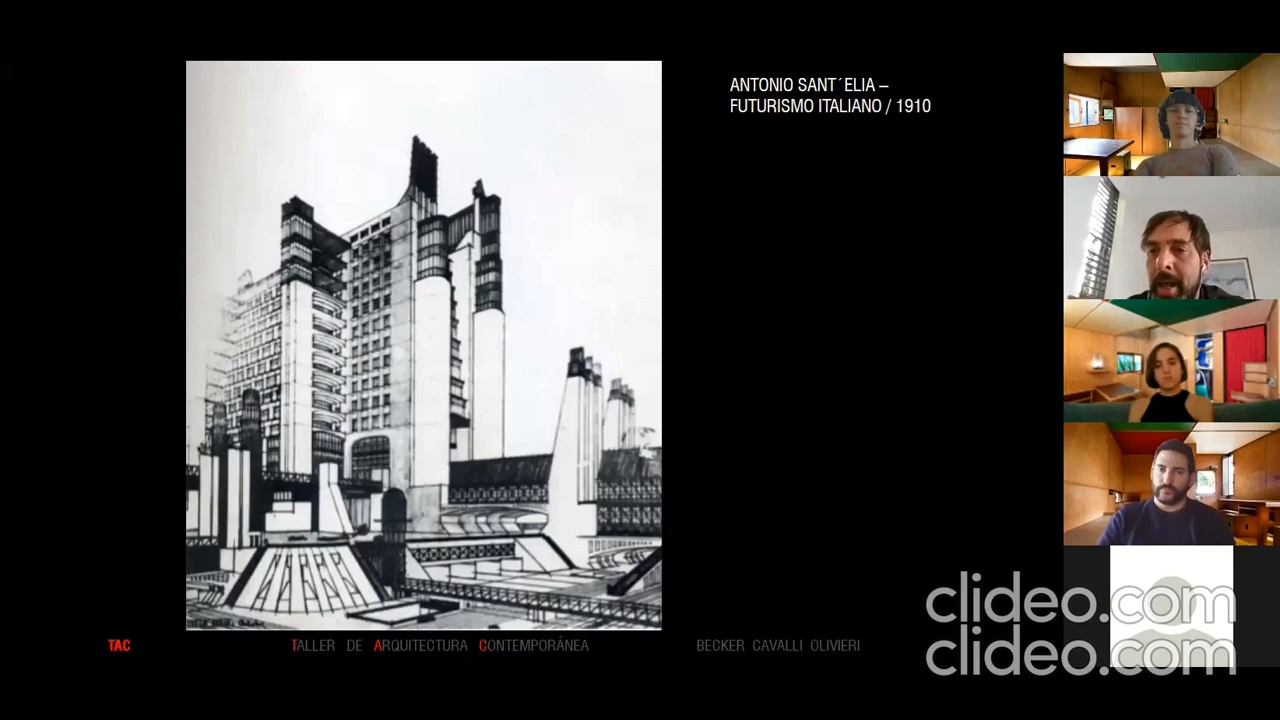 ANTONIO SANT´ELIA –
FUTURISMO ITALIANO / 1910
TAC TALLER DE ARQUITECTURA CONTEMPORÁNEA BECKER CAVALLI OLIVIERI
clideo.com
clideo.com